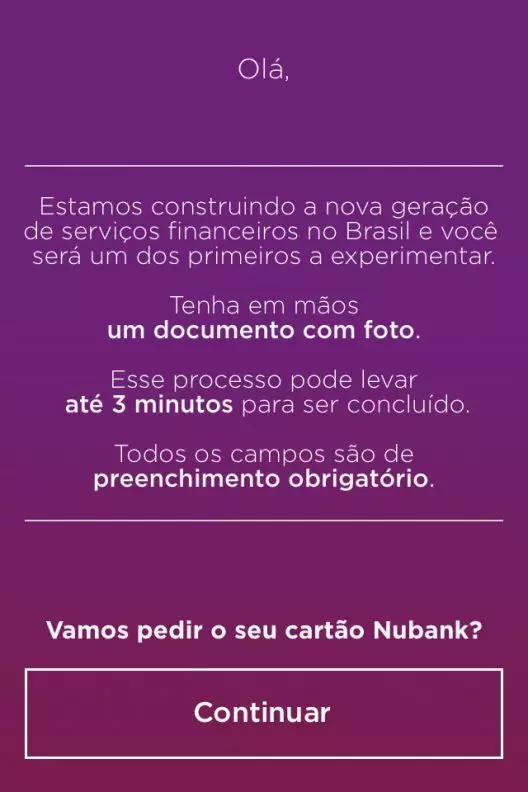 Olá,
Estamos construindo a nova geração
de serviços financeiros no Brasil e você
será um dos primeiros a experimentar.
Tenha em mãos
um documento com foto.
Esse processo pode levar
até 3 minutos para ser concluído.
Todos os campos são de
preenchimento obrigatório.
Vamos pedir o seu cartão Nubank?
Continuar